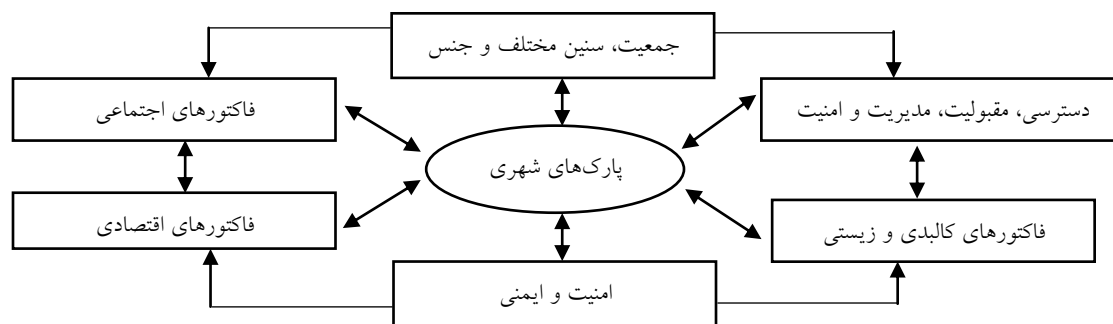 جمعیت، سنین مختلف و جنس
دسترسی، مقبولیت، مدیریت و امنیت
فاکتورهای اجتماعی
پارک‌های شهری
فاکتورهای کالبدی و زیستی
فاکتورهای اقتصادی
امنیت و ایمنی